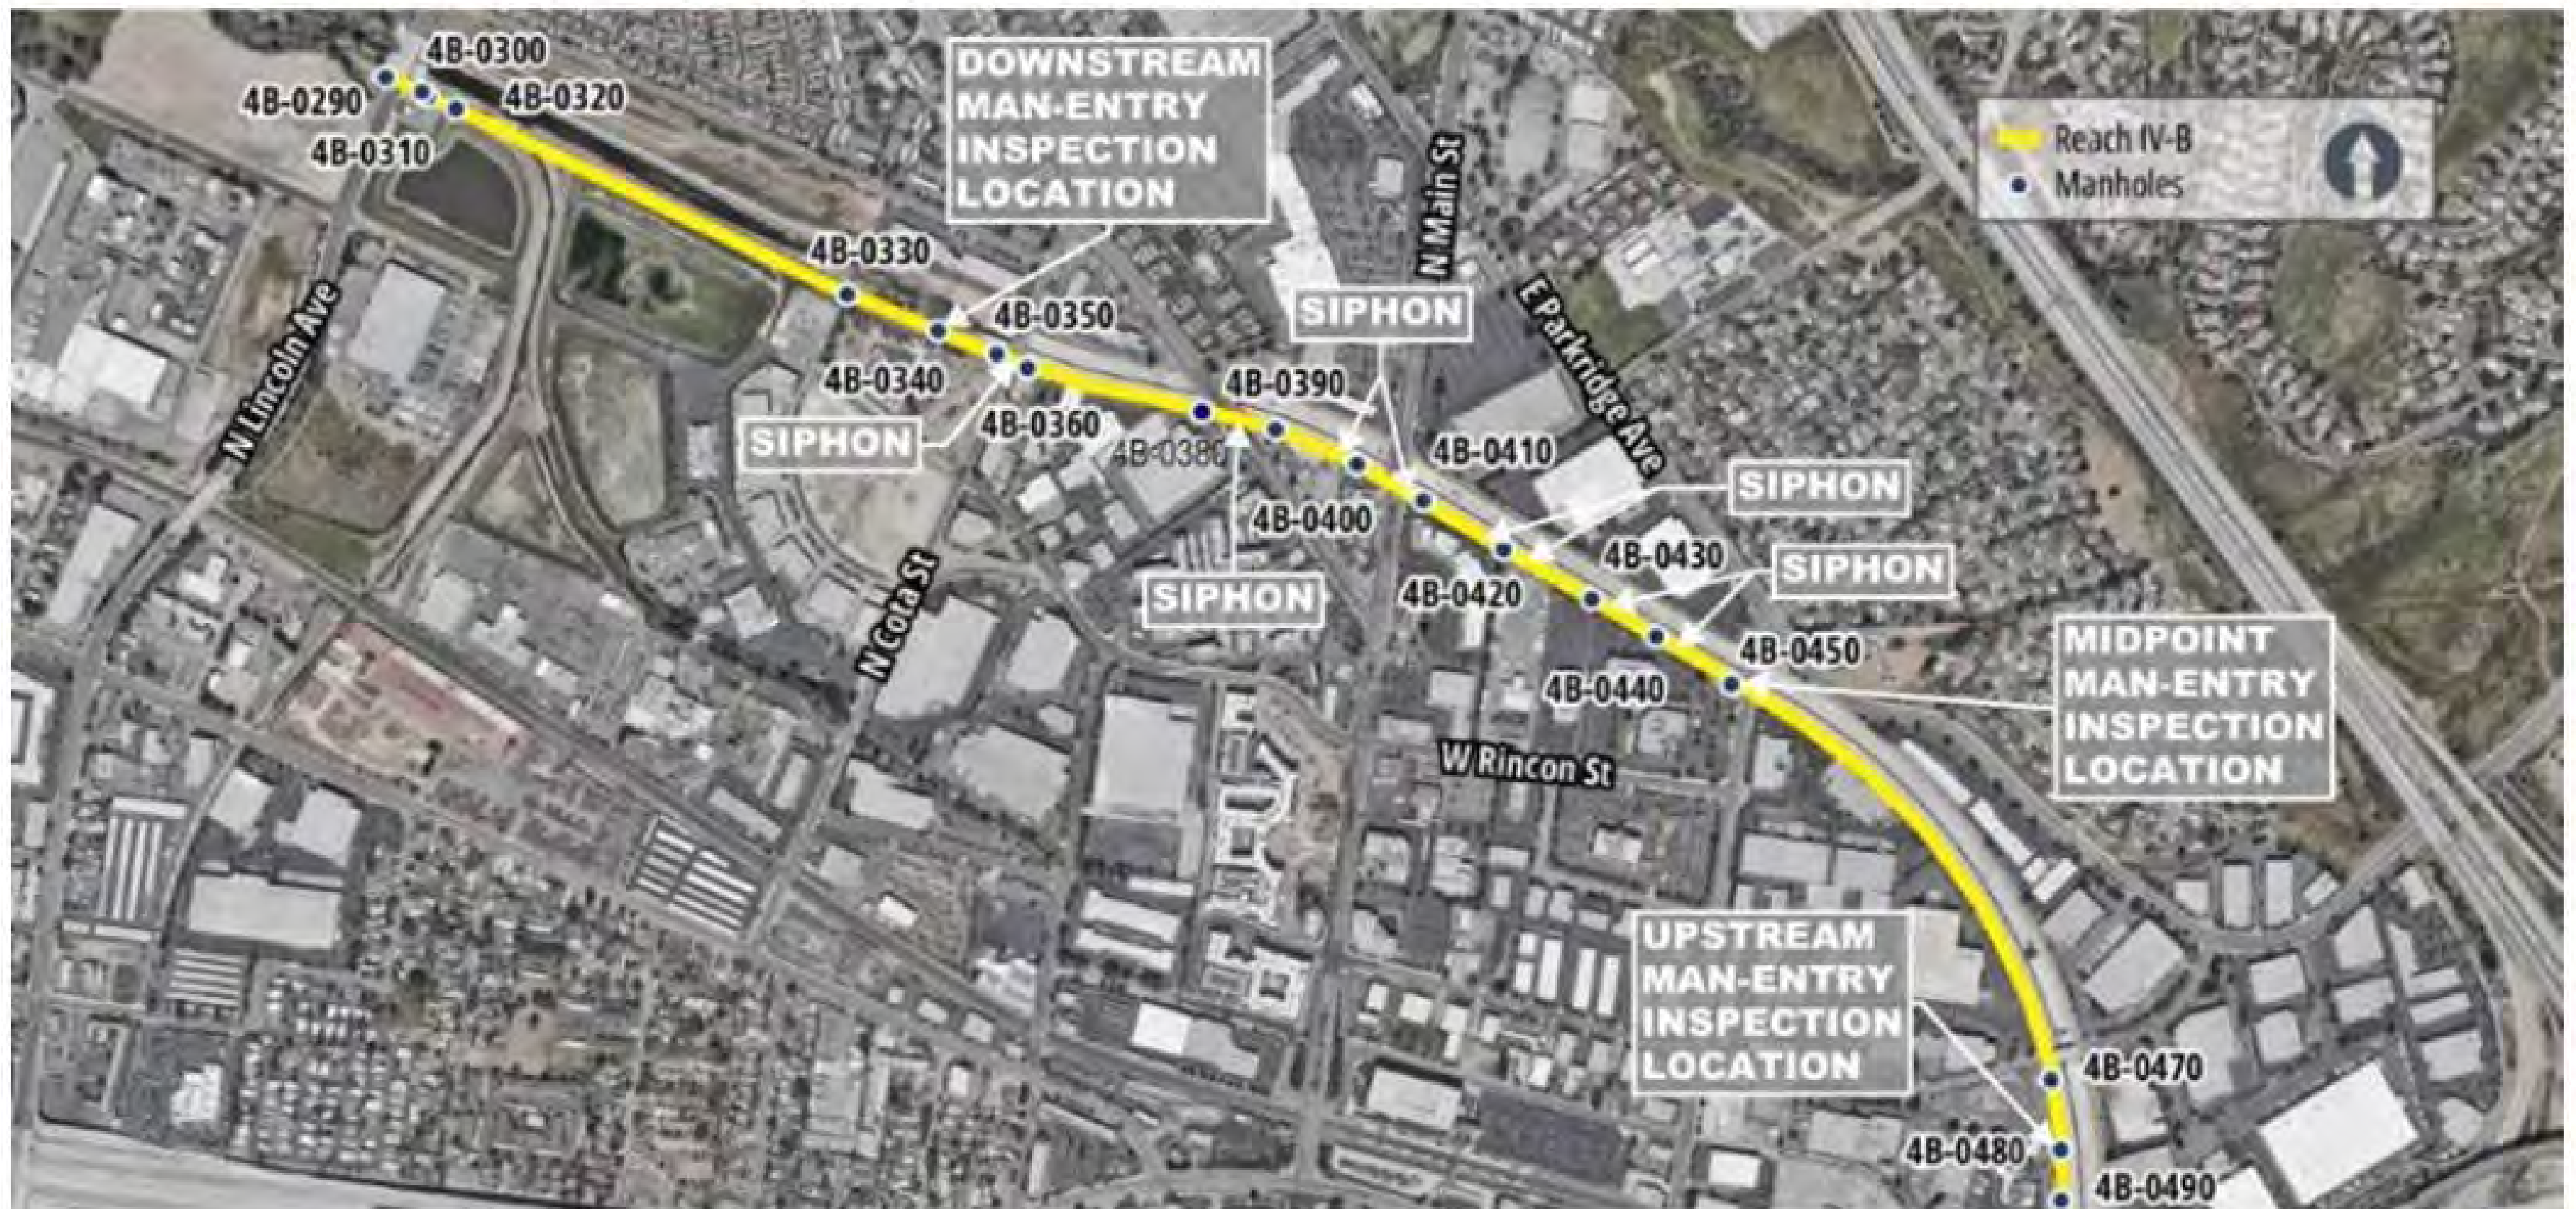 4B-0300
4B-0290
4B-0320
4B-0310
DOWNSTREAM
MAN-ENTRY
INSPECTION
LOCATION
N Main St
Reach IV-B
Manholes
4B-0330
N Lincoln Ave
4B-0350
SIPHON
E Parkridge Ave
4B-0340
4B-0390
4B-0360
SIPHON
4B-0380
4B-0410
SIPHON
4B-0400
4B-0430
SIPHON
4B-0420
SIPHON
N Cota St
4B-0450
4B-0440
MIDPOINT
MAN-ENTRY
INSPECTION
LOCATION
W Rincon St
UPSTREAM
MAN-ENTRY
INSPECTION
LOCATION
4B-0470
4B-0480
4B-0490